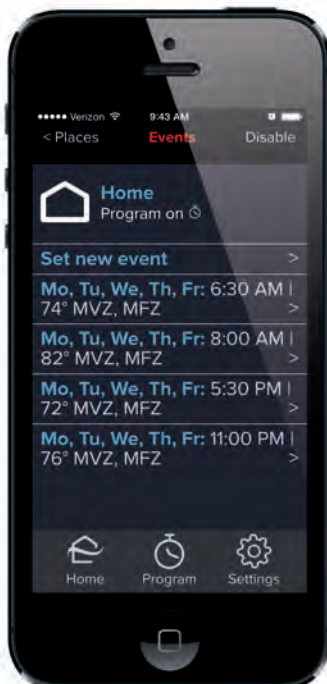 Verizon 9:43 AM
< Places Events Disable
Home
Program on
Set new event >
Mo, Tu, We, Th, Fr: 6:30 AM |
74° MVZ, MFZ >
Mo, Tu, We, Th, Fr: 8:00 AM |
82° MVZ, MFZ >
Mo, Tu, We, Th, Fr: 5:30 PM |
72° MVZ, MFZ >
Mo, Tu, We, Th, Fr: 11:00 PM |
76° MVZ, MFZ >
Home Program Settings